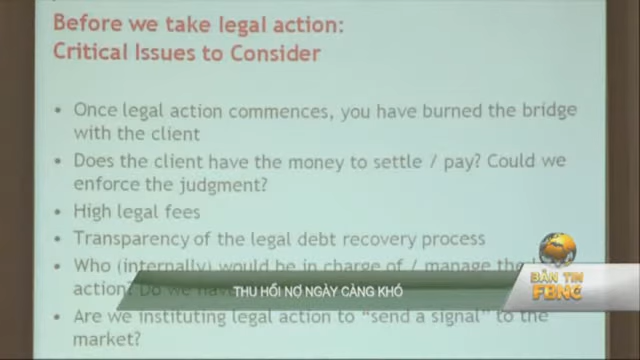 Before we take legal action:
Critical Issues to Consider
• Once legal action commences, you have burned the bridge
with the client
• Does the client have the money to settle / pay? Could we
enforce the judgment?
• High legal fees
• Transparency of the legal debt recovery process
• Who (internally) would be in charge of / manage the
action? Do we have
THU HỒI NỢ NGÀY CÀNG KHÓ
BẢN TIN
FBNC
• Are we instituting legal action to “send a signal” to the
market?